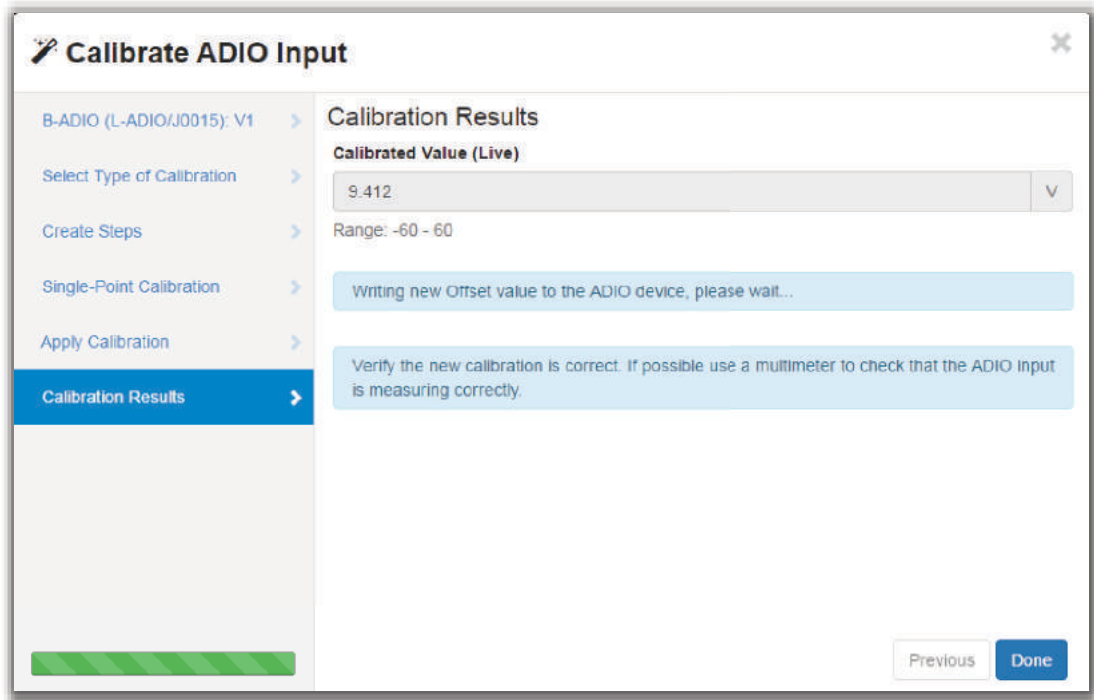 Calibrate ADIO Input
B-ADIO (L-ADIO/J0015): V1
Select Type of Calibration
Create Steps
Single-Point Calibration
Apply Calibration
Calibration Results
Calibration Results
Calibrated Value (Live)
9.412 V
Range: -60 - 60
Writing new Offset value to the ADIO device, please wait...
Verify the new calibration is correct. If possible use a multimeter to check that the ADIO Input
is measuring correctly.
Previous Done